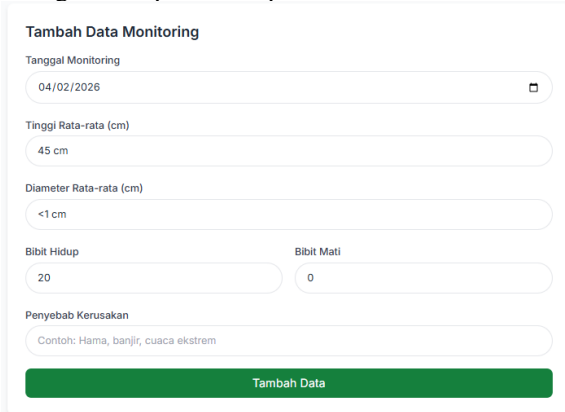 Tambah Data Monitoring
Tanggal Monitoring
04/02/2026
Tinggi Rata-rata (cm)
45 cm
Diameter Rata-rata (cm)
<1 cm
Bibit Hidup Bibit Mati
20 0
Penyebab Kerusakan
Contoh: Hama, banjir, cuaca ekstrem
Tambah Data